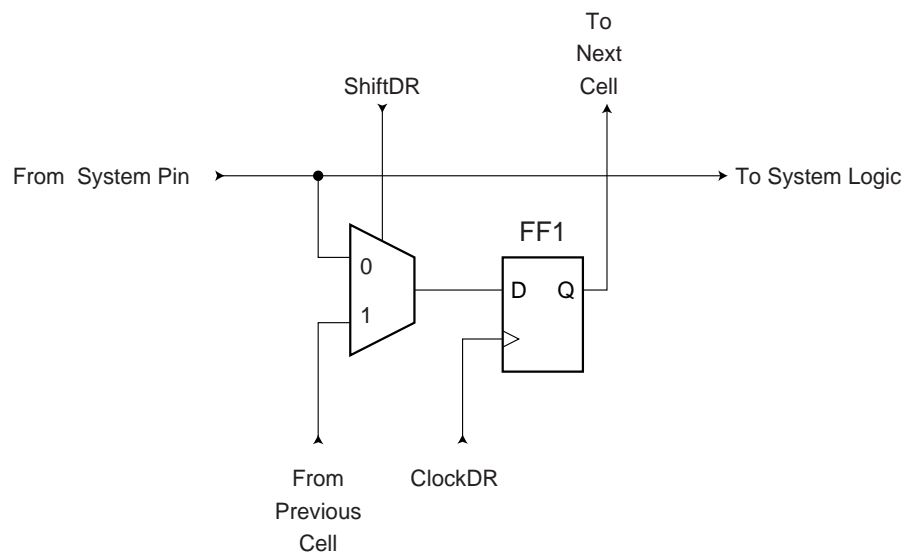 To
Next
Cell
ShiftDR
From System Pin
To System Logic
FF1
0
D Q
1
From
Previous
Cell
ClockDR